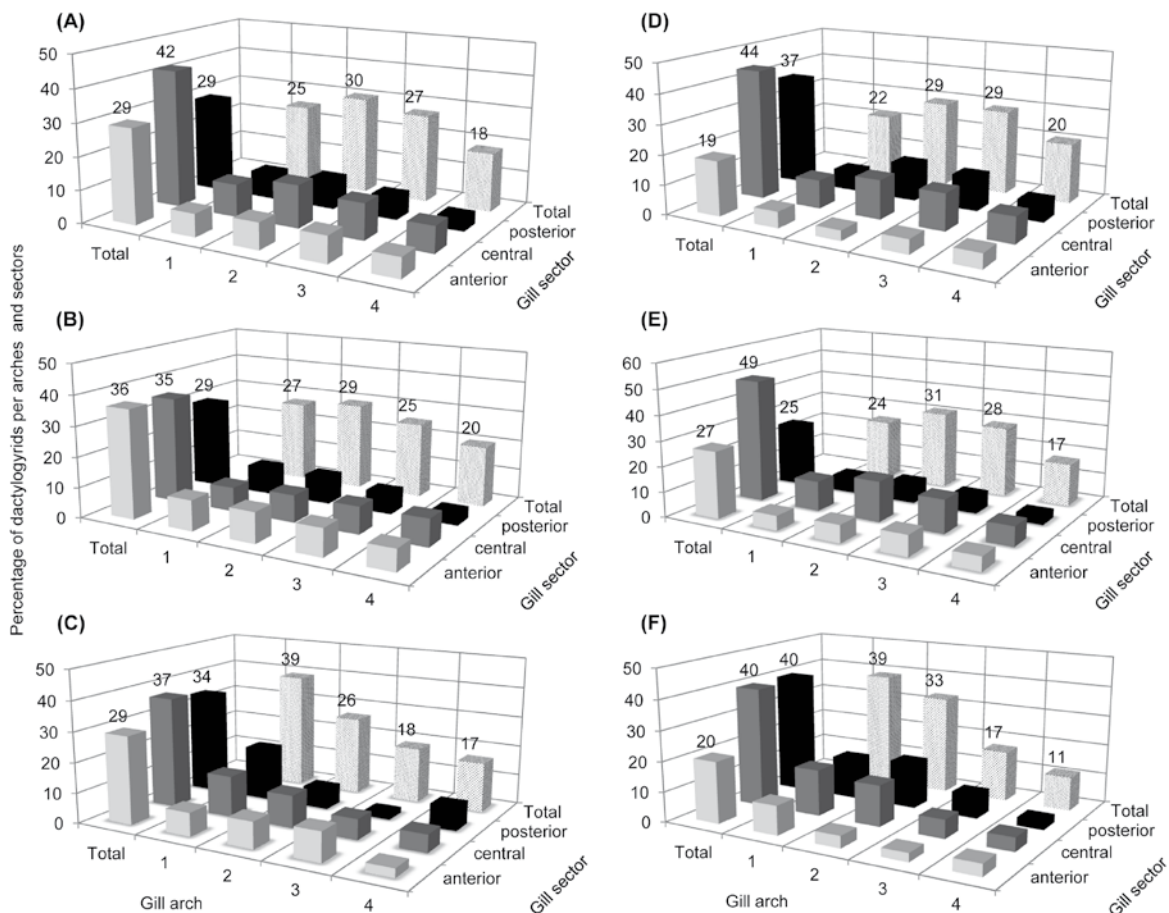 Percentage of dactylogyrids per arches and sectors
(A)
50
40
30
20
10
0
29
42
29
25
30
27
18
Total
1
2
3
4
anterior
central
posterior
Total
Gill sector
(B)
50
40
30
20
10
0
36
35
29
27
29
25
20
Total
1
2
3
4
anterior
central
posterior
Total
Gill sector
(C)
50
40
30
20
10
0
29
37
34
39
26
18
17
Total
1
2
3
4
anterior
central
posterior
Total
Gill sector
Gill arch
(D)
50
40
30
20
10
0
19
44
37
22
29
29
20
Total
1
2
3
4
anterior
central
posterior
Total
Gill sector
(E)
60
50
40
30
20
10
0
27
49
25
24
31
28
17
Total
1
2
3
4
anterior
central
posterior
Total
Gill sector
(F)
50
40
30
20
10
0
20
40
40
39
33
17
11
Total
1
2
3
4
anterior
central
posterior
Total
Gill sector
Gill arch